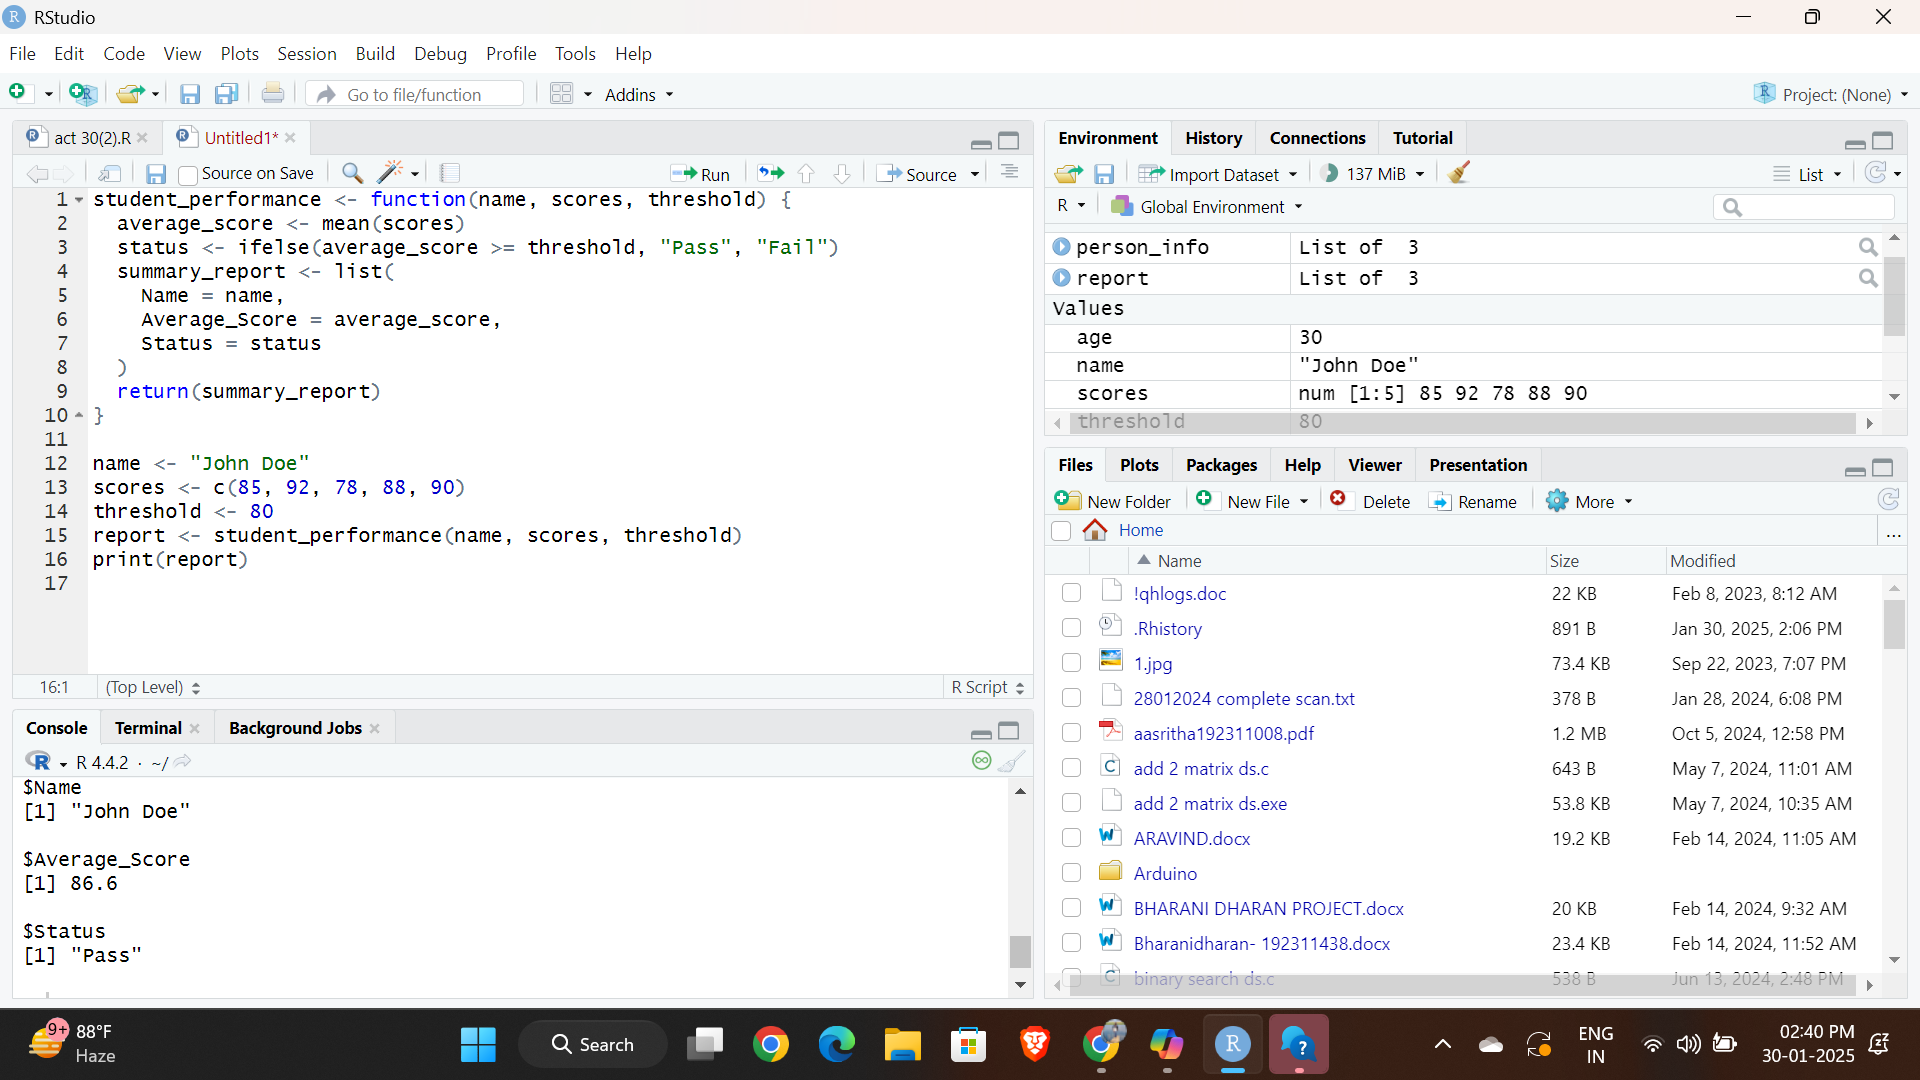 RStudio
File Edit Code View Plots Session Build Debug Profile Tools Help
Go to file/function Addins Project: (None)
act 30(2).R Untitled1*
Source on Save Run Source
1 student_performance <- function(name, scores, threshold) {
2   average_score <- mean(scores)
3   status <- ifelse(average_score >= threshold, "Pass", "Fail")
4   summary_report <- list(
5     Name = name,
6     Average_Score = average_score,
7     Status = status
8   )
9   return(summary_report)
10 }
11
12 name <- "John Doe"
13 scores <- c(85, 92, 78, 88, 90)
14 threshold <- 80
15 report <- student_performance(name, scores, threshold)
16 print(report)
17
16:1 (Top Level) R Script
Console Terminal Background Jobs
R 4.4.2 · ~/
$Name
[1] "John Doe"
$Average_Score
[1] 86.6
$Status
[1] "Pass"
Environment History Connections Tutorial
Import Dataset 137 MiB List
R Global Environment
person_info List of 3
report List of 3
Values
age 30
name "John Doe"
scores num [1:5] 85 92 78 88 90
threshold 80
Files Plots Packages Help Viewer Presentation
New Folder New File Delete Rename More
Home ...
Name Size Modified
!qhlogs.doc 22 KB Feb 8, 2023, 8:12 AM
.Rhistory 891 B Jan 30, 2025, 2:06 PM
1.jpg 73.4 KB Sep 22, 2023, 7:07 PM
28012024 complete scan.txt 378 B Jan 28, 2024, 6:08 PM
aasritha192311008.pdf 1.2 MB Oct 5, 2024, 12:58 PM
add 2 matrix ds.c 643 B May 7, 2024, 11:01 AM
add 2 matrix ds.exe 53.8 KB May 7, 2024, 10:35 AM
ARAVIND.docx 19.2 KB Feb 14, 2024, 11:05 AM
Arduino
BHARANI DHARAN PROJECT.docx 20 KB Feb 14, 2024, 9:32 AM
Bharanidharan- 192311438.docx 23.4 KB Feb 14, 2024, 11:52 AM
binary search ds.c 538 B Jun 13, 2024, 2:48 PM
9+ 88°F
Haze
Search
ENG
IN
02:40 PM
30-01-2025